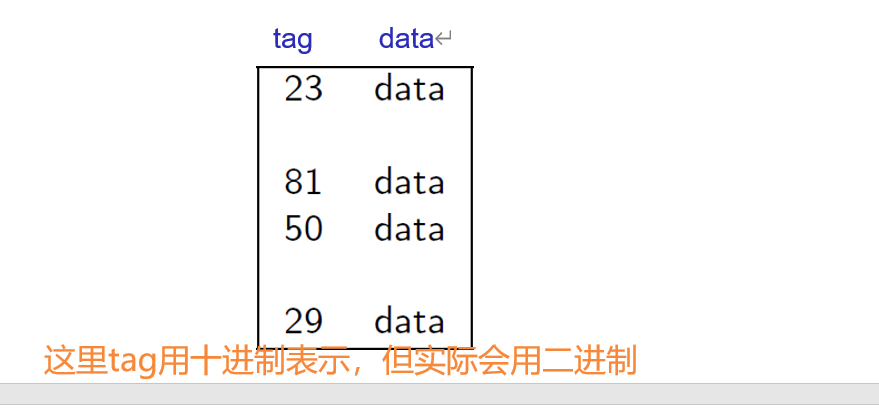 tag data↵
23 data
81 data
50 data
29 data
这里tag用十进制表示，但实际会用二进制